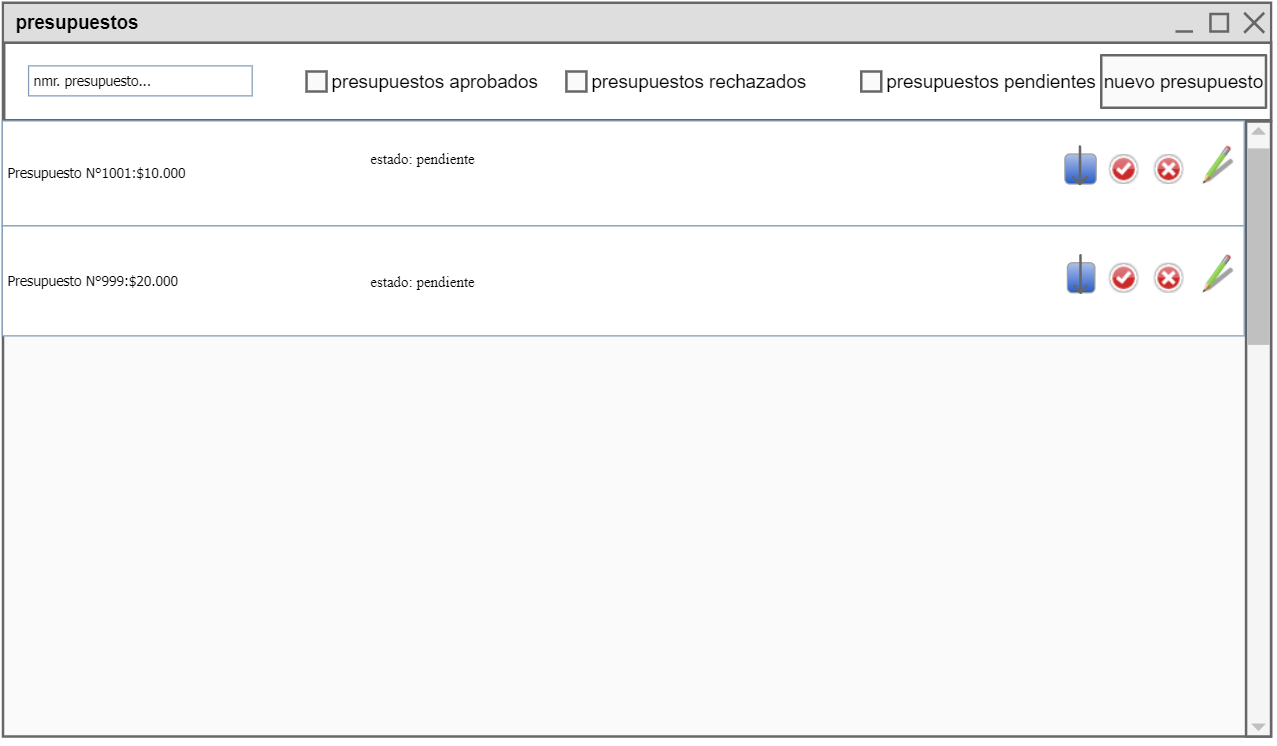 presupuestos
nmr. presupuesto...
presupuestos aprobados
presupuestos rechazados
presupuestos pendientes
nuevo presupuesto
estado: pendiente
Presupuesto N°1001:$10.000
Presupuesto N°999:$20.000
estado: pendiente